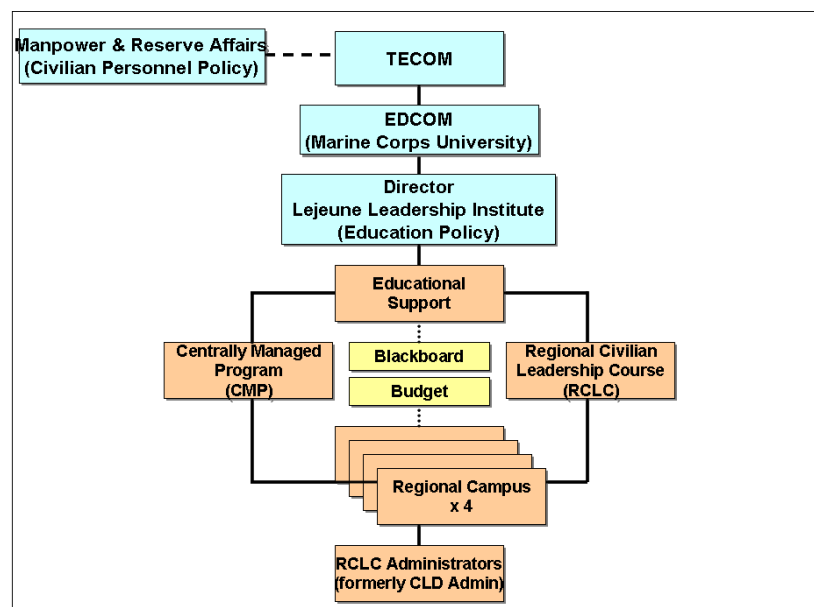 Manpower & Reserve Affairs
(Civilian Personnel Policy)
TECOM
EDCOM
(Marine Corps University)
Director
Lejeune Leadership Institute
(Education Policy)
Educational
Support
Centrally Managed
Program
(CMP)
Blackboard
Budget
Regional Civilian
Leadership Course
(RCLC)
Regional Campus
x 4
RCLC Administrators
(formerly CLD Admin)